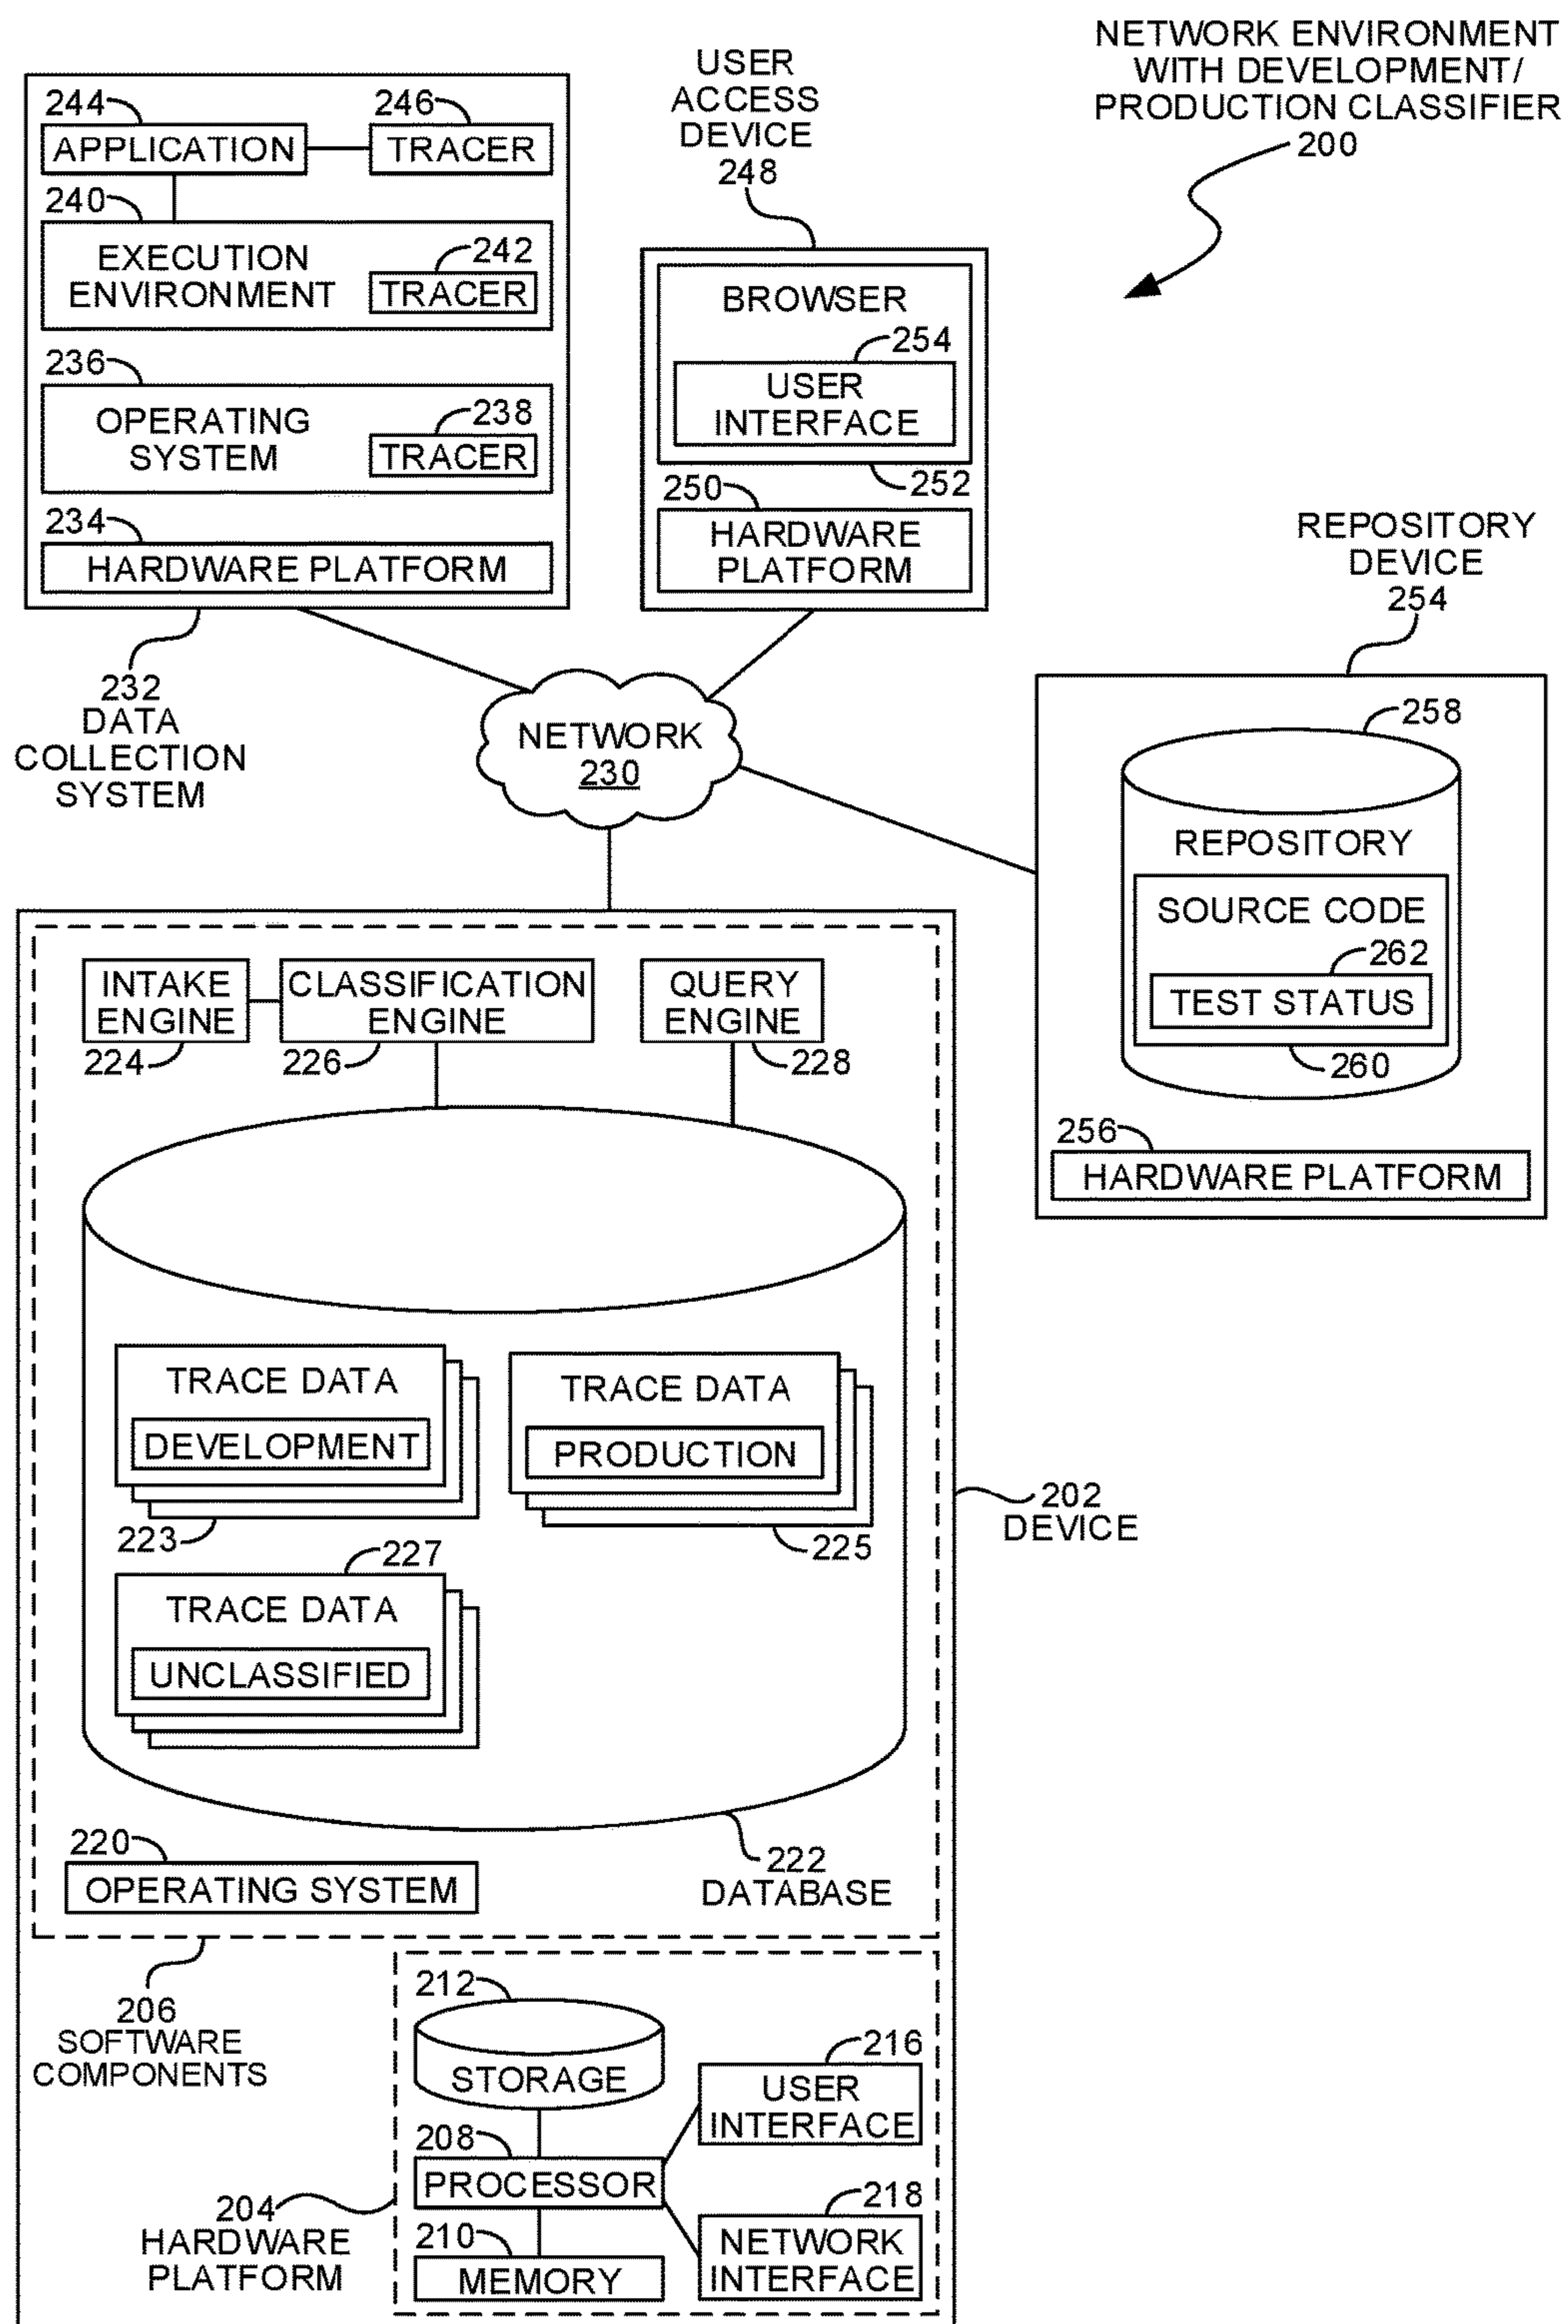 NETWORK ENVIRONMENT
WITH DEVELOPMENT/
PRODUCTION CLASSIFIER
200
244
APPLICATION
246
TRACER
240
EXECUTION
ENVIRONMENT
242
TRACER
236
OPERATING
SYSTEM
238
TRACER
234
HARDWARE PLATFORM
232
DATA
COLLECTION
SYSTEM
USER
ACCESS
DEVICE
248
BROWSER
254
USER
INTERFACE
252
250
HARDWARE
PLATFORM
REPOSITORY
DEVICE
254
258
REPOSITORY
SOURCE CODE
262
TEST STATUS
260
256
HARDWARE PLATFORM
NETWORK
230
INTAKE
ENGINE
224
CLASSIFICATION
ENGINE
226
QUERY
ENGINE
228
TRACE DATA
DEVELOPMENT
223
TRACE DATA
PRODUCTION
225
227
TRACE DATA
UNCLASSIFIED
202
DEVICE
220
OPERATING SYSTEM
222
DATABASE
206
SOFTWARE
COMPONENTS
212
STORAGE
216
USER
INTERFACE
208
PROCESSOR
204
HARDWARE
PLATFORM
210
MEMORY
218
NETWORK
INTERFACE